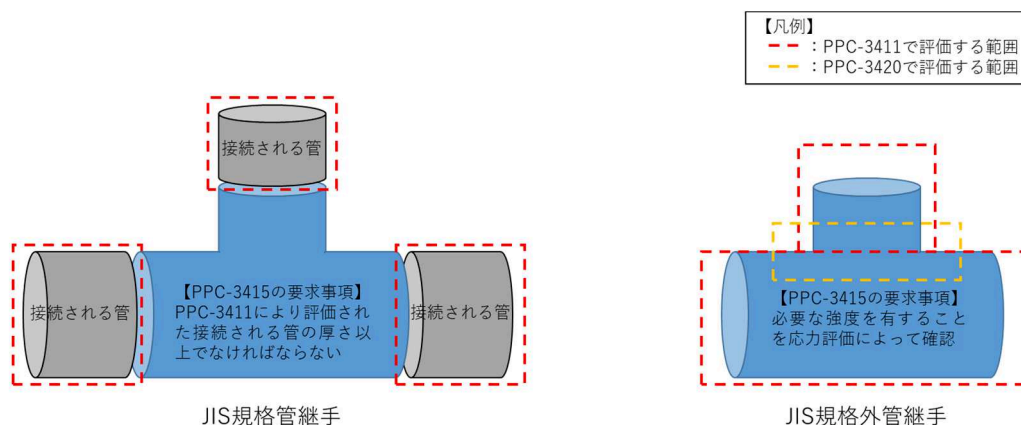 【凡例】
：PPC-3411で評価する範囲
：PPC-3420で評価する範囲
接続される管
接続される管
【PPC-3415の要求事項】
PPC-3411により評価され
た接続される管の厚さ以
上でなければならない
接続される管
JIS規格管継手
【PPC-3415の要求事項】
必要な強度を有すること
を応力評価によって確認
JIS規格外管継手